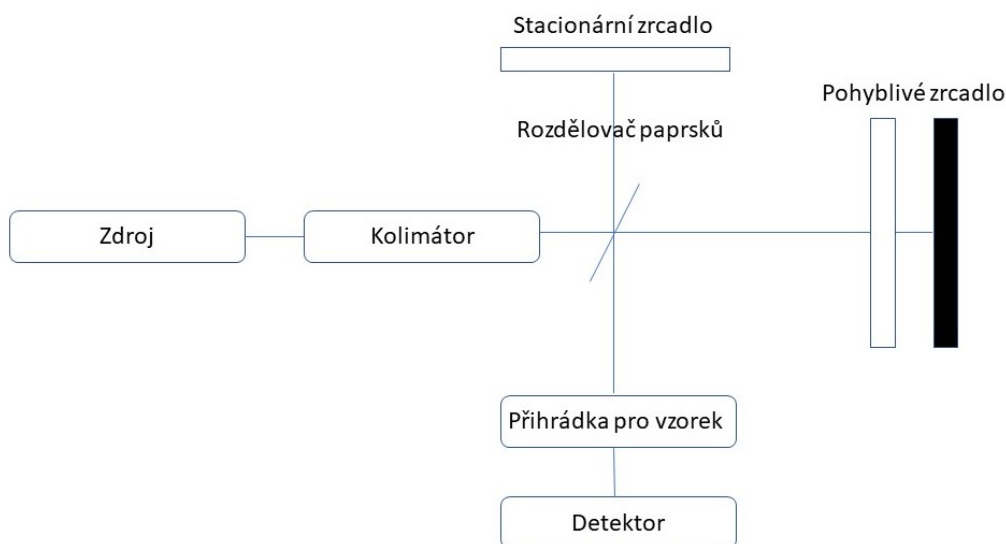 Stacionární zrcadlo
Pohyblivé zrcadlo
Rozdělovač paprsků
Zdroj
Kolimátor
Přihrádka pro vzorek
Detektor